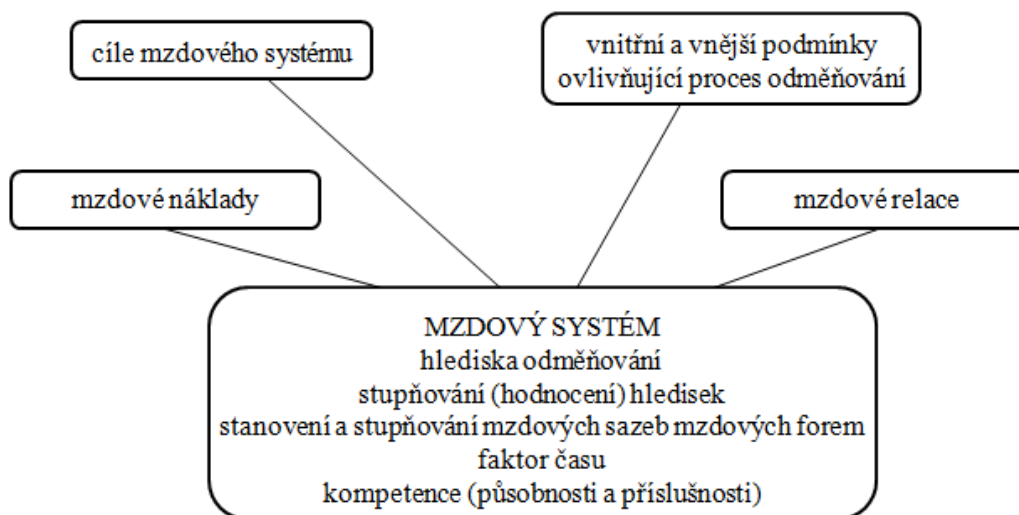 cíle mzdového systému
vnitřní a vnější podmínky
ovlivňující proces odměňování
mzdové náklady
mzdové relace
MZDOVÝ SYSTÉM
hlediska odměňování
stupňování (hodnocení) hledisek
stanovení a stupňování mzdových sazeb mzdových forem
faktor času
kompetence (působnosti a příslušnosti)